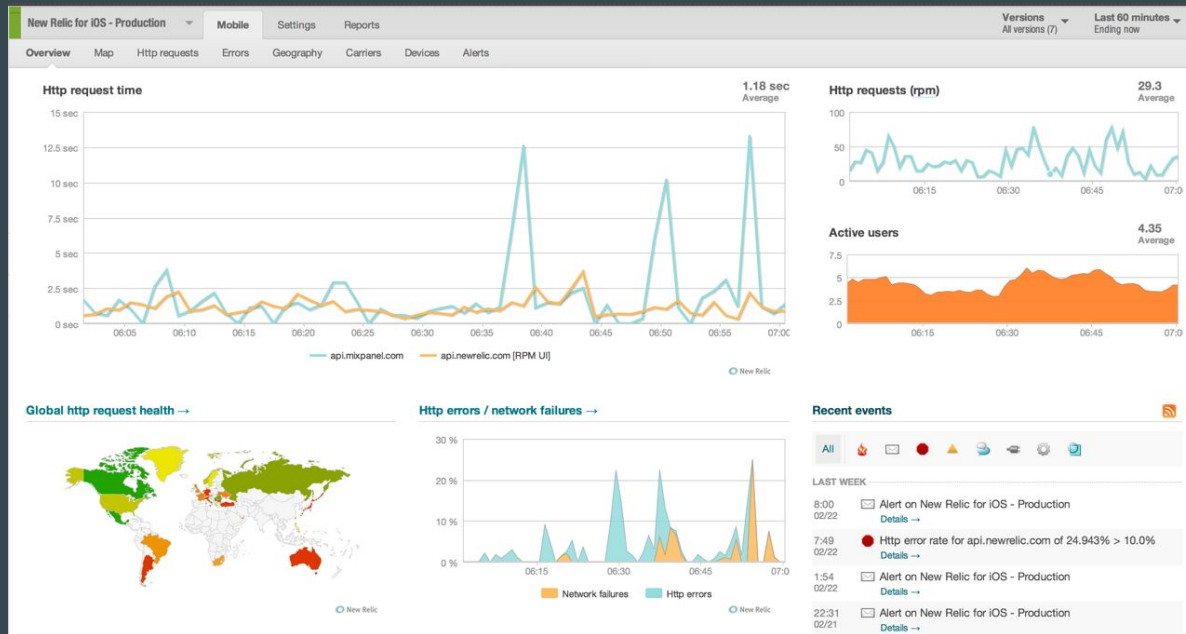 New Relic for iOS - Production
Mobile
Settings
Reports
Versions
All versions (7)
Last 60 minutes
Ending now
Overview
Map
Http requests
Errors
Geography
Carriers
Devices
Alerts
Http request time
1.18 sec
Average
15 sec
12.5 sec
10 sec
7.5 sec
5 sec
2.5 sec
0 sec
06:05
06:10
06:15
06:20
06:25
06:30
06:35
06:40
06:45
06:50
06:55
07:00
api.mixpanel.com
api.newrelic.com [RPM UI]
New Relic
Http requests (rpm)
29.3
Average
100
50
0
06:15
06:30
06:45
07:0
Active users
4.35
Average
7.5
5
2.5
0
06:15
06:30
06:45
07:0
Global http request health →
New Relic
Http errors / network failures →
30 %
20 %
10 %
0 %
06:15
06:30
06:45
07:0
Network failures
Http errors
New Relic
Recent events
All
LAST WEEK
8:00
02/22
Alert on New Relic for iOS - Production
Details →
7:49
02/22
Http error rate for api.newrelic.com of 24.943% > 10.0%
Details →
1:54
02/22
Alert on New Relic for iOS - Production
Details →
22:31
02/21
Alert on New Relic for iOS - Production
Details →